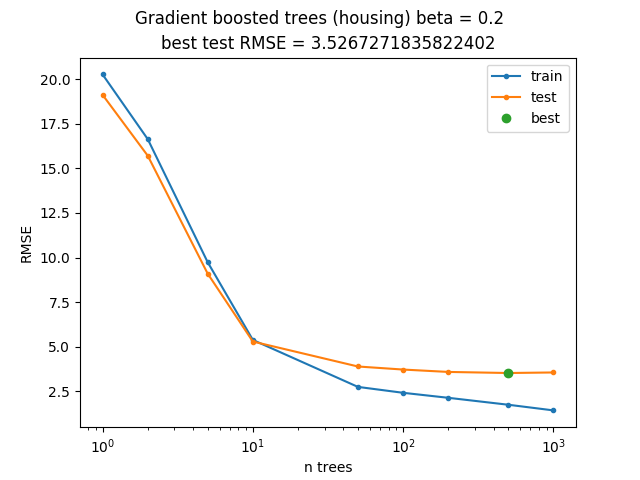 Gradient boosted trees (housing) beta = 0.2
best test RMSE = 3.5267271835822402
train
test
best
20.0
17.5
15.0
12.5
10.0
7.5
5.0
2.5
RMSE
10⁰
10¹
10²
10³
n trees